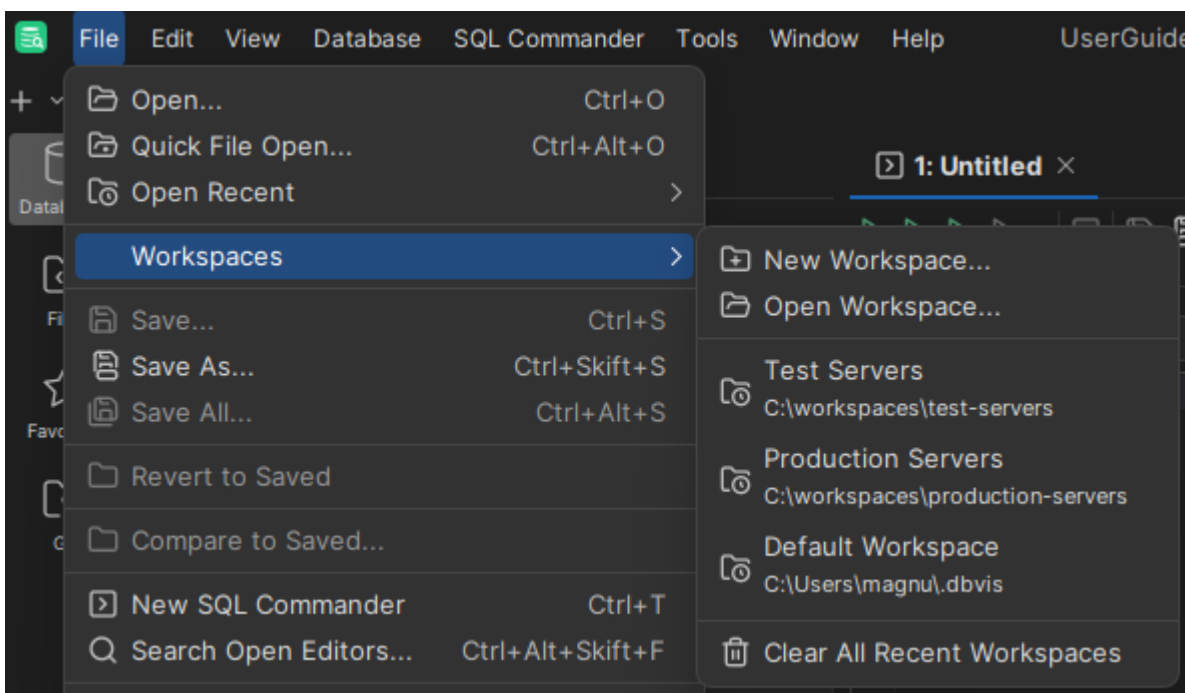 File Edit View Database SQL Commander Tools Window Help UserGuide
Open... Ctrl+O
Quick File Open... Ctrl+Alt+O
Open Recent
1: Untitled
Workspaces
New Workspace...
Open Workspace...
Save... Ctrl+S
Save As... Ctrl+Skift+S
Save All... Ctrl+Alt+S
Test Servers
C:\workspaces\test-servers
Production Servers
C:\workspaces\production-servers
Default Workspace
C:\Users\magnu\.dbvis
Clear All Recent Workspaces
Revert to Saved
Compare to Saved...
New SQL Commander Ctrl+T
Search Open Editors... Ctrl+Alt+Skift+F